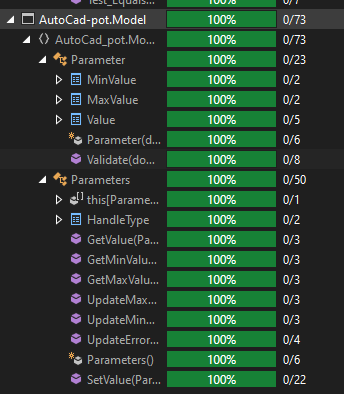 Test_Equals... 100% 0/7
AutoCad-pot.Model 100% 0/73
AutoCad_pot.Mo... 100% 0/73
Parameter 100% 0/23
MinValue 100% 0/2
MaxValue 100% 0/2
Value 100% 0/5
Parameter(d... 100% 0/6
Validate(do... 100% 0/8
Parameters 100% 0/50
this[Parame... 100% 0/1
HandleType 100% 0/2
GetValue(Pa... 100% 0/3
GetMinValu... 100% 0/3
GetMaxValu... 100% 0/3
UpdateMax... 100% 0/3
UpdateMin... 100% 0/3
UpdateError... 100% 0/4
Parameters() 100% 0/6
SetValue(Par... 100% 0/22